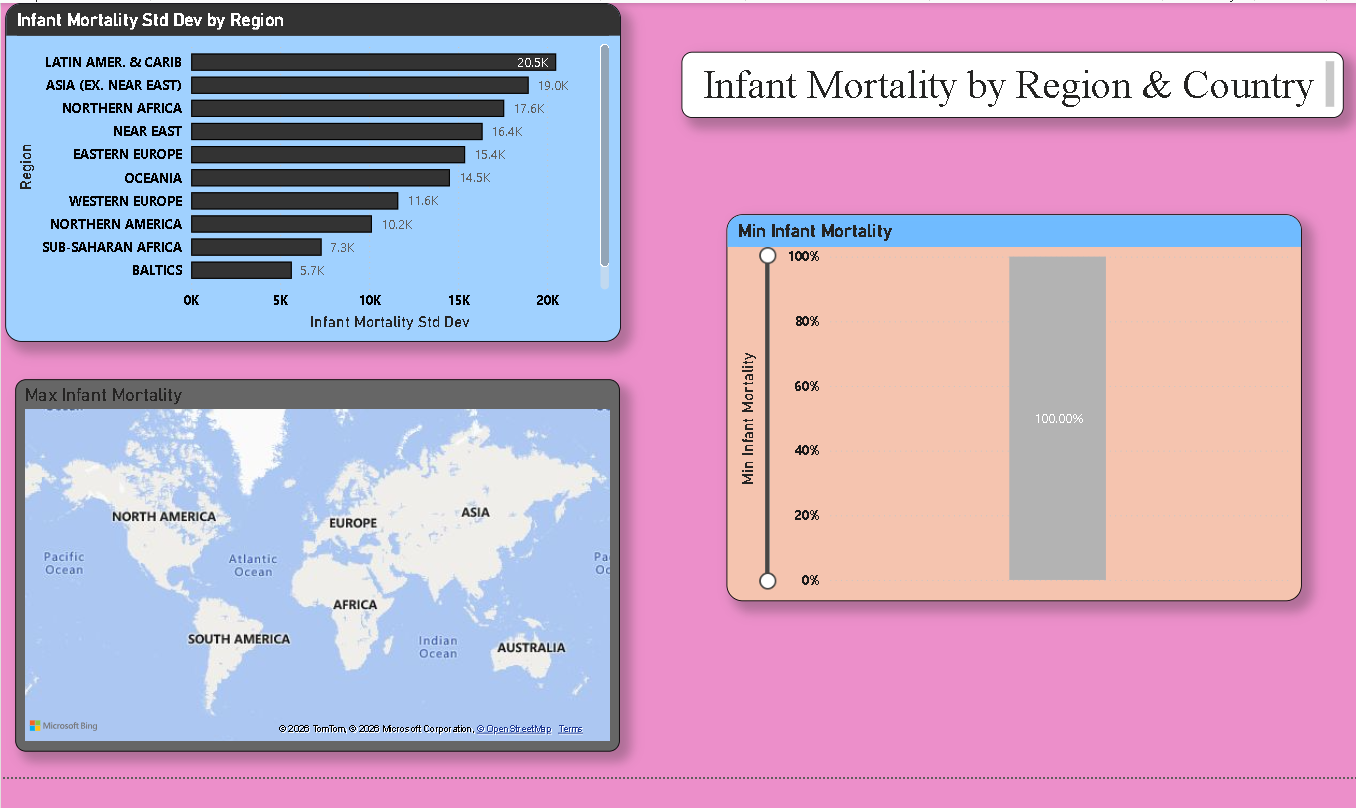 Infant Mortality Std Dev by Region
LATIN AMER. & CARIB 20.5K
ASIA (EX. NEAR EAST) 19.0K
NORTHERN AFRICA 17.6K
NEAR EAST 16.4K
EASTERN EUROPE 15.4K
OCEANIA 14.5K
WESTERN EUROPE 11.6K
NORTHERN AMERICA 10.2K
SUB-SAHARAN AFRICA 7.3K
BALTICS 5.7K
Region
0K 5K 10K 15K 20K
Infant Mortality Std Dev
Infant Mortality by Region & Country
Min Infant Mortality
100%
80%
60%
40%
20%
0%
Min Infant Mortality
100.00%
Max Infant Mortality
NORTH AMERICA
EUROPE
ASIA
Pacific
Ocean
Atlantic
Ocean
AFRICA
SOUTH AMERICA
Indian
Ocean
AUSTRALIA
Microsoft Bing
© 2026 TomTom, © 2026 Microsoft Corporation, © OpenStreetMap Terms